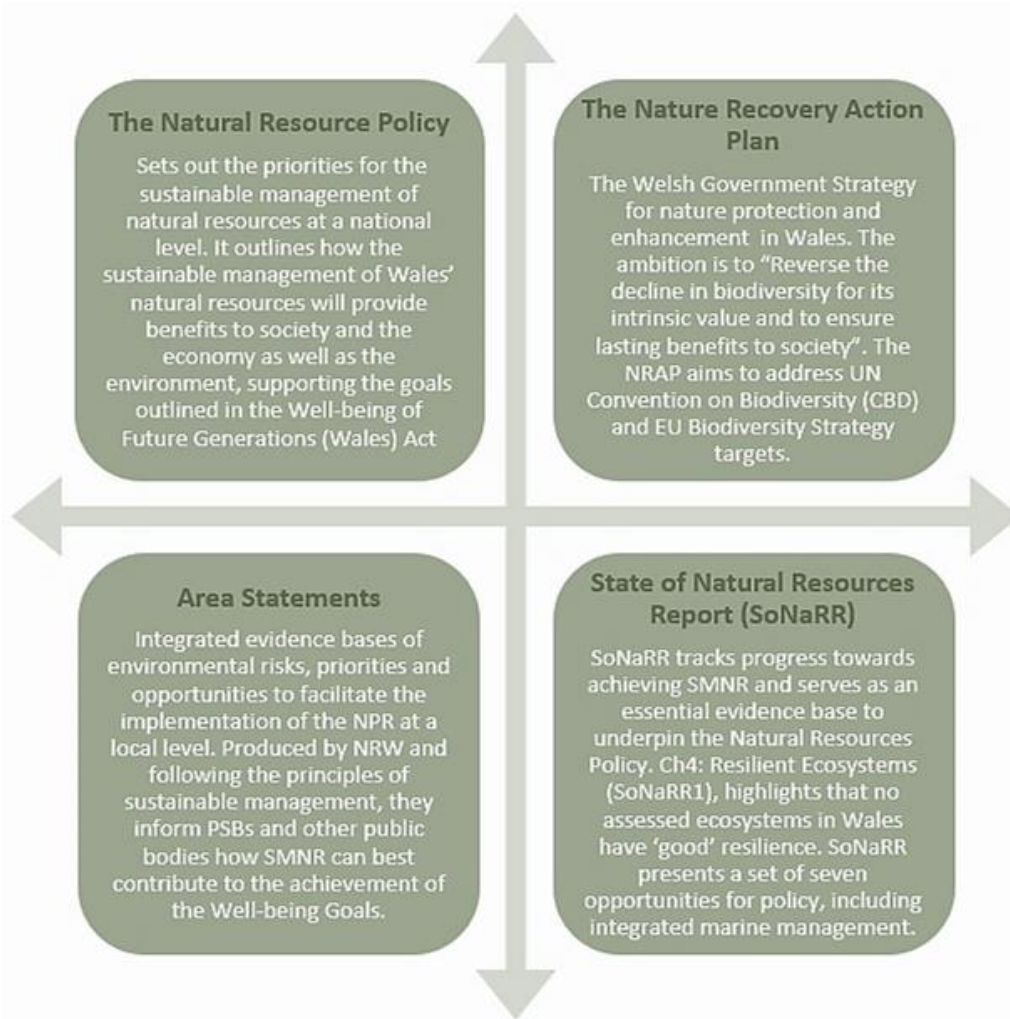 The Natural Resource Policy
Sets out the priorities for the
sustainable management of
natural resources at a national
level. It outlines how the
sustainable management of Wales'
natural resources will provide
benefits to society and the
economy as well as the
environment, supporting the goals
outlined in the Well-being of
Future Generations (Wales) Act
The Nature Recovery Action
Plan
The Welsh Government Strategy
for nature protection and
enhancement in Wales. The
ambition is to “Reverse the
decline in biodiversity for its
intrinsic value and to ensure
lasting benefits to society”. The
NRAP aims to address UN
Convention on Biodiversity (CBD)
and EU Biodiversity Strategy
targets.
Area Statements
Integrated evidence bases of
environmental risks, priorities and
opportunities to facilitate the
implementation of the NPR at a
local level. Produced by NRW and
following the principles of
sustainable management, they
inform PSBs and other public
bodies how SMNR can best
contribute to the achievement of
the Well-being Goals.
State of Natural Resources
Report (SoNaRR)
SoNaRR tracks progress towards
achieving SMNR and serves as an
essential evidence base to
underpin the Natural Resources
Policy. Ch4: Resilient Ecosystems
(SoNaRR1), highlights that no
assessed ecosystems in Wales
have ‘good’ resilience. SoNaRR
presents a set of seven
opportunities for policy, including
integrated marine management.